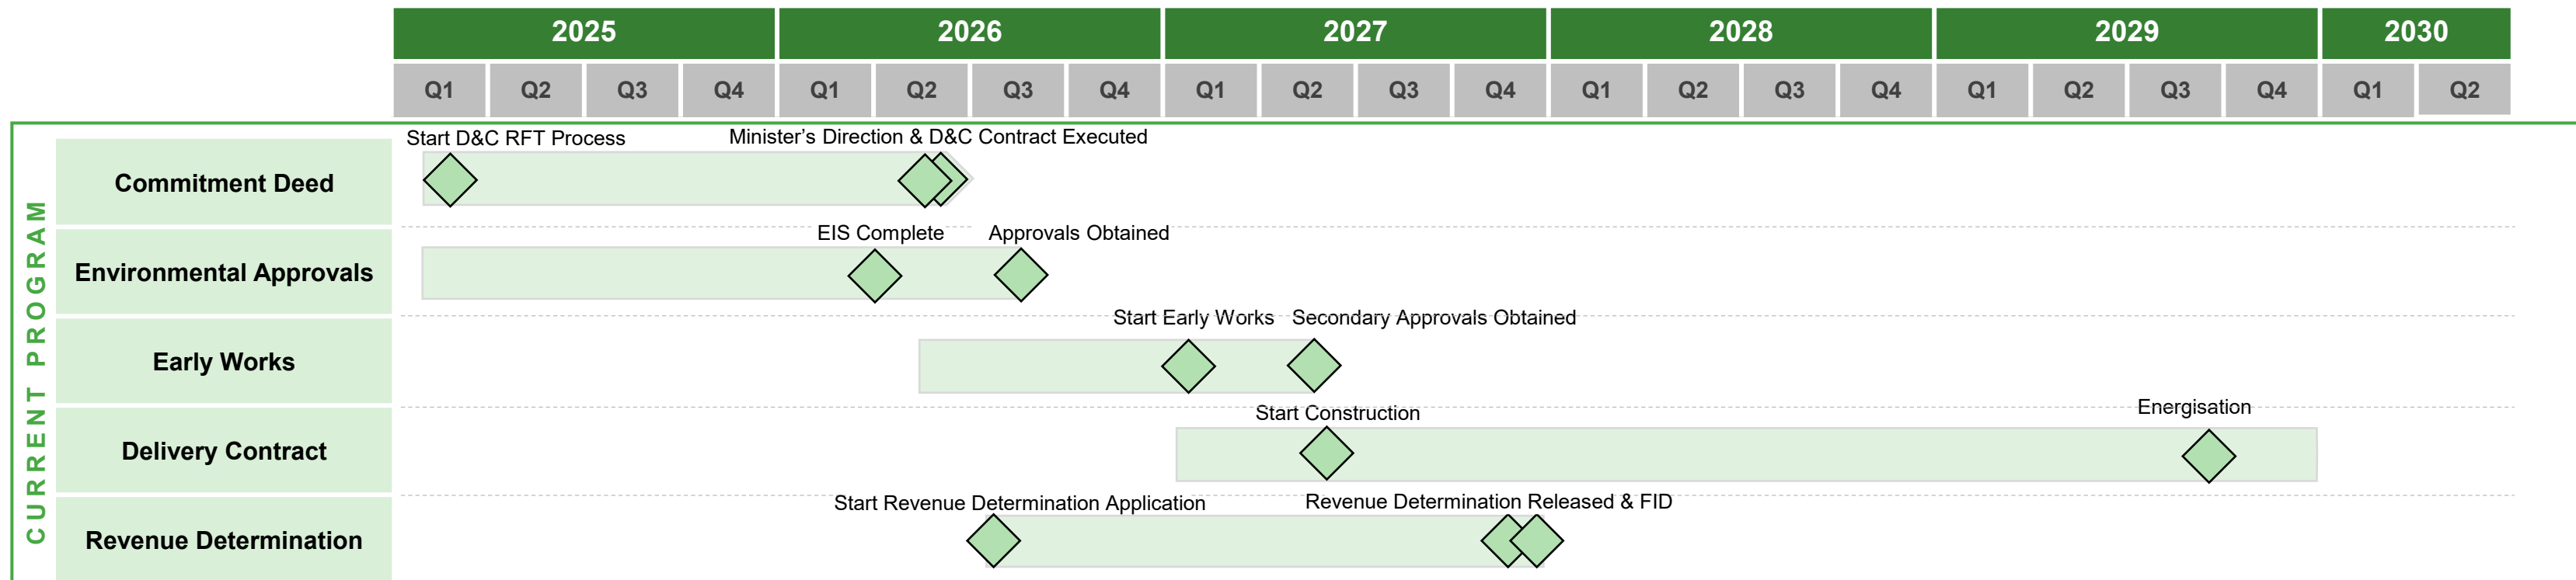 2025 2026 2027 2028 2029 2030
Q1 Q2 Q3 Q4 Q1 Q2 Q3 Q4 Q1 Q2 Q3 Q4 Q1 Q2 Q3 Q4 Q1 Q2 Q3 Q4 Q1 Q2
CURRENT PROGRAM
Start D&C RFT Process Minister’s Direction & D&C Contract Executed
Commitment Deed
EIS Complete Approvals Obtained
Environmental Approvals
Start Early Works Secondary Approvals Obtained
Early Works
Start Construction Energisation
Delivery Contract
Start Revenue Determination Application Revenue Determination Released & FID
Revenue Determination